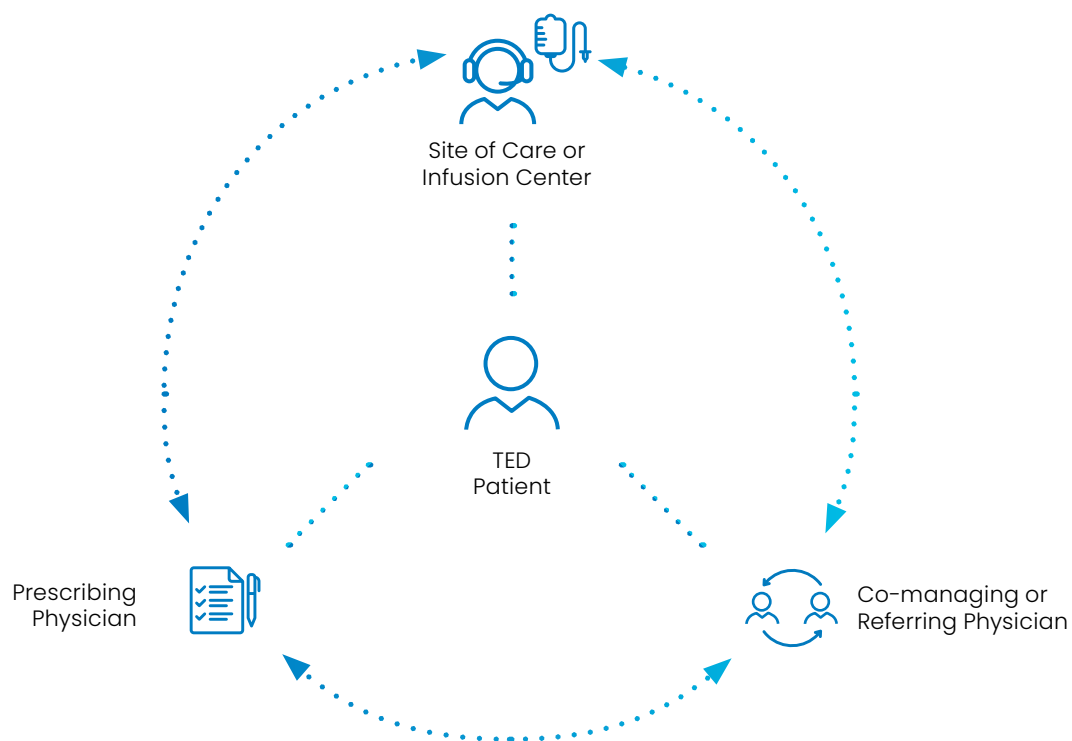 Site of Care or
Infusion Center
TED
Patient
Prescribing
Physician
Co-managing or
Referring Physician